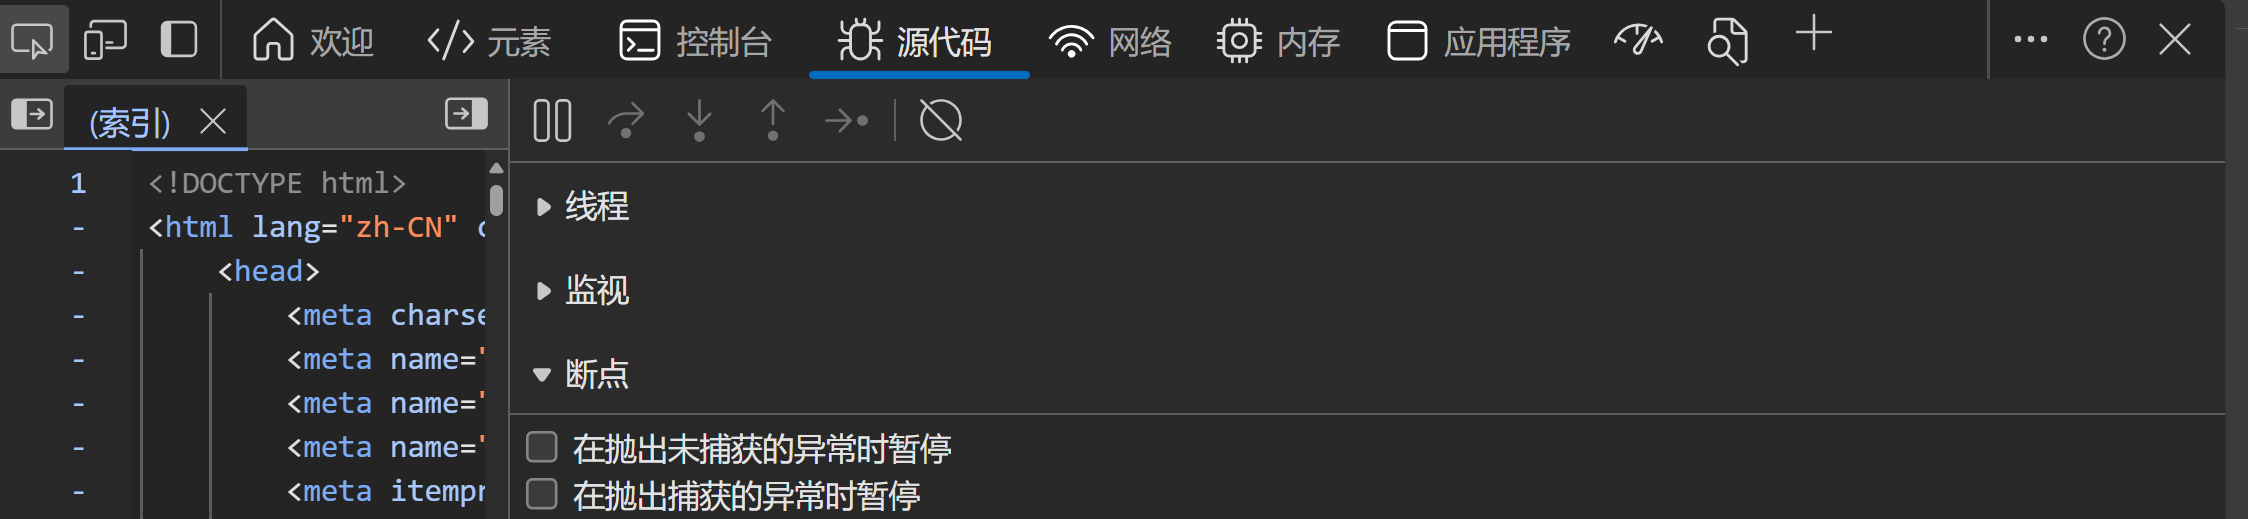 欢迎 元素 控制台 源代码 网络 内存 应用程序
(索引)
1 <!DOCTYPE html>
- <html lang="zh-CN"
- <head>
- <meta charse
- <meta name="
- <meta name="
- <meta name="
- <meta itempr
线程
监视
断点
在抛出未捕获的异常时暂停
在抛出捕获的异常时暂停